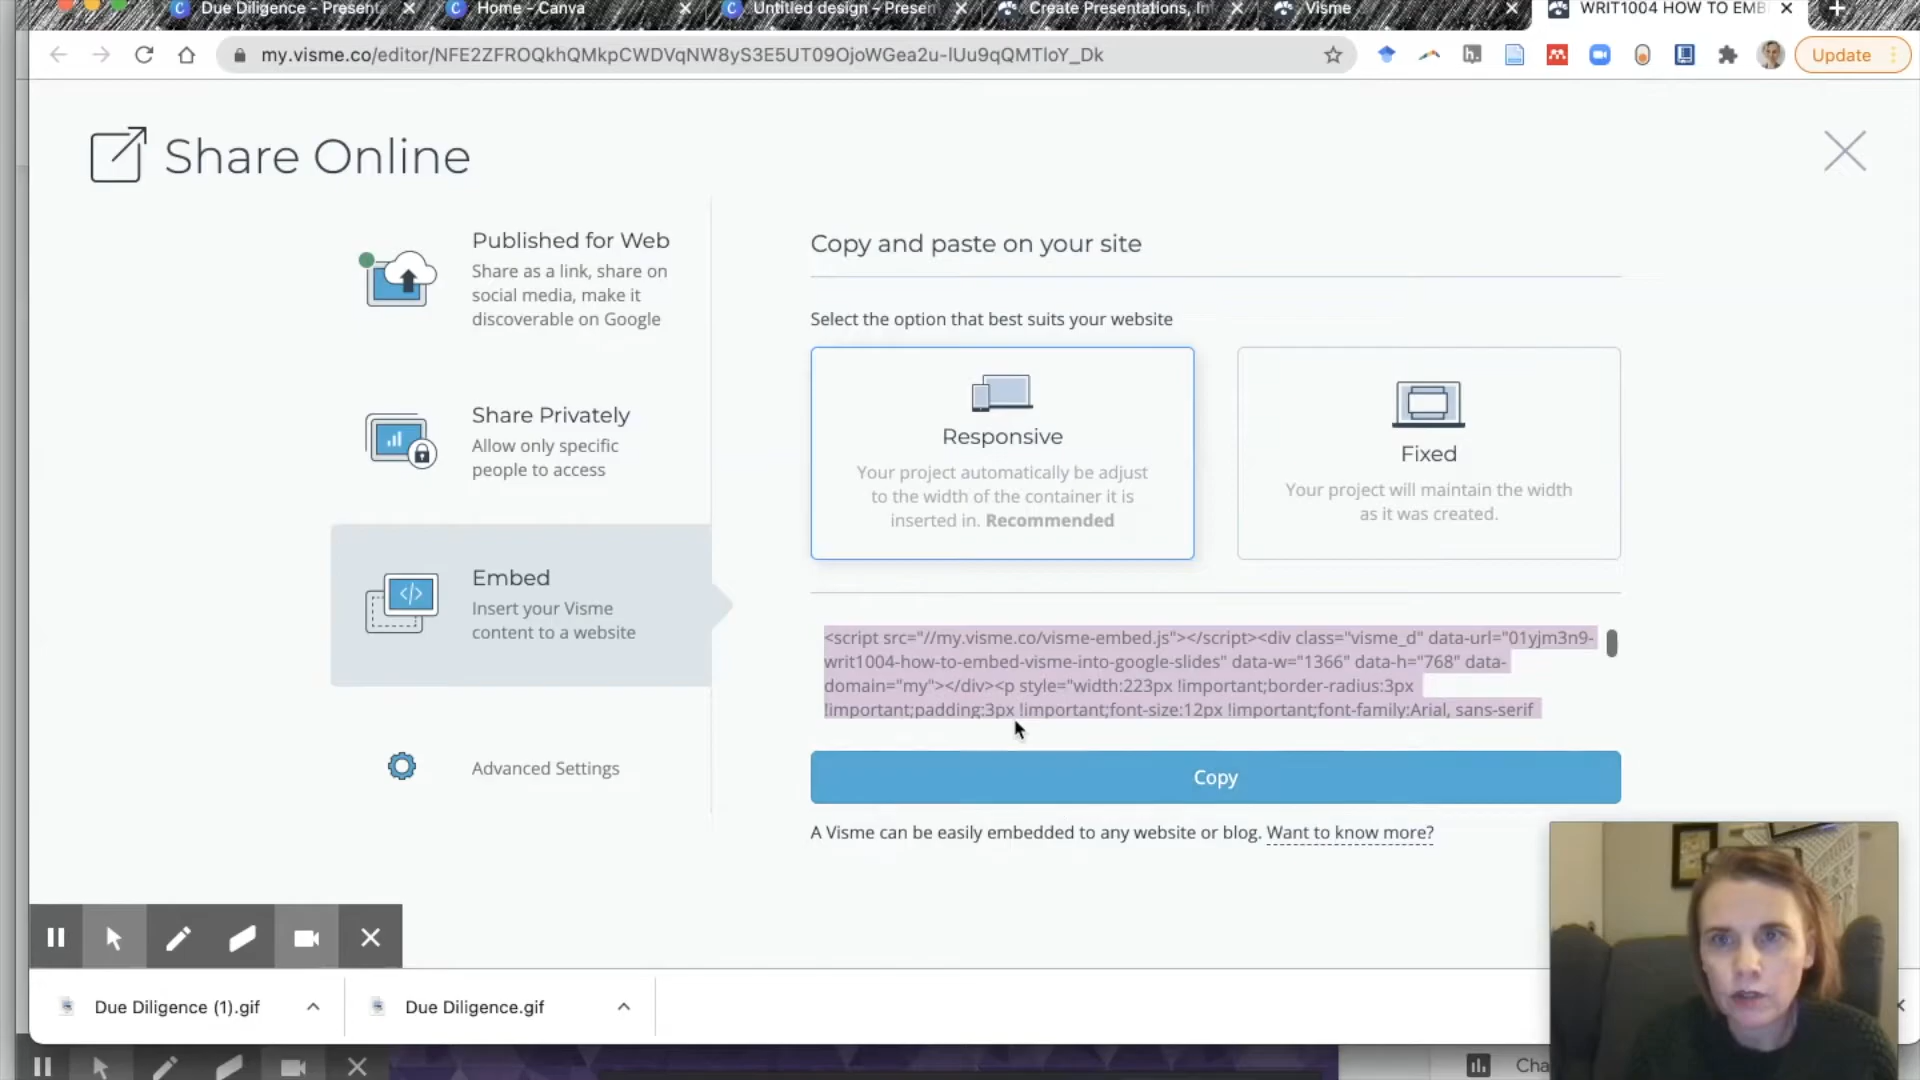 Due Diligence - Present
Home - Canva
Untitled design - Presen
Create Presentations, In
Visme
WRIT1004 HOW TO EMB
my.visme.co/editor/NFE2ZFROQkhQMkpCWDVqNW8yS3E5UT09OjoWGea2u-lUu9qQMTloY_Dk
Update
Share Online
Published for Web
Share as a link, share on
social media, make it
discoverable on Google
Share Privately
Allow only specific
people to access
Embed
Insert your Visme
content to a website
Advanced Settings
Copy and paste on your site
Select the option that best suits your website
Responsive
Your project automatically be adjust
to the width of the container it is
inserted in. Recommended
Fixed
Your project will maintain the width
as it was created.
<script src="//my.visme.co/visme-embed.js"></script><div class="visme_d" data-url="01yjm3n9-
writ1004-how-to-embed-visme-into-google-slides" data-w="1366" data-h="768" data-
domain="my"></div><p style="width:223px !important;border-radius:3px
!important;padding:3px !important;font-size:12px !important;font-family:Arial, sans-serif
Copy
A Visme can be easily embedded to any website or blog. Want to know more?
Due Diligence (1).gif
Due Diligence.gif
Cha